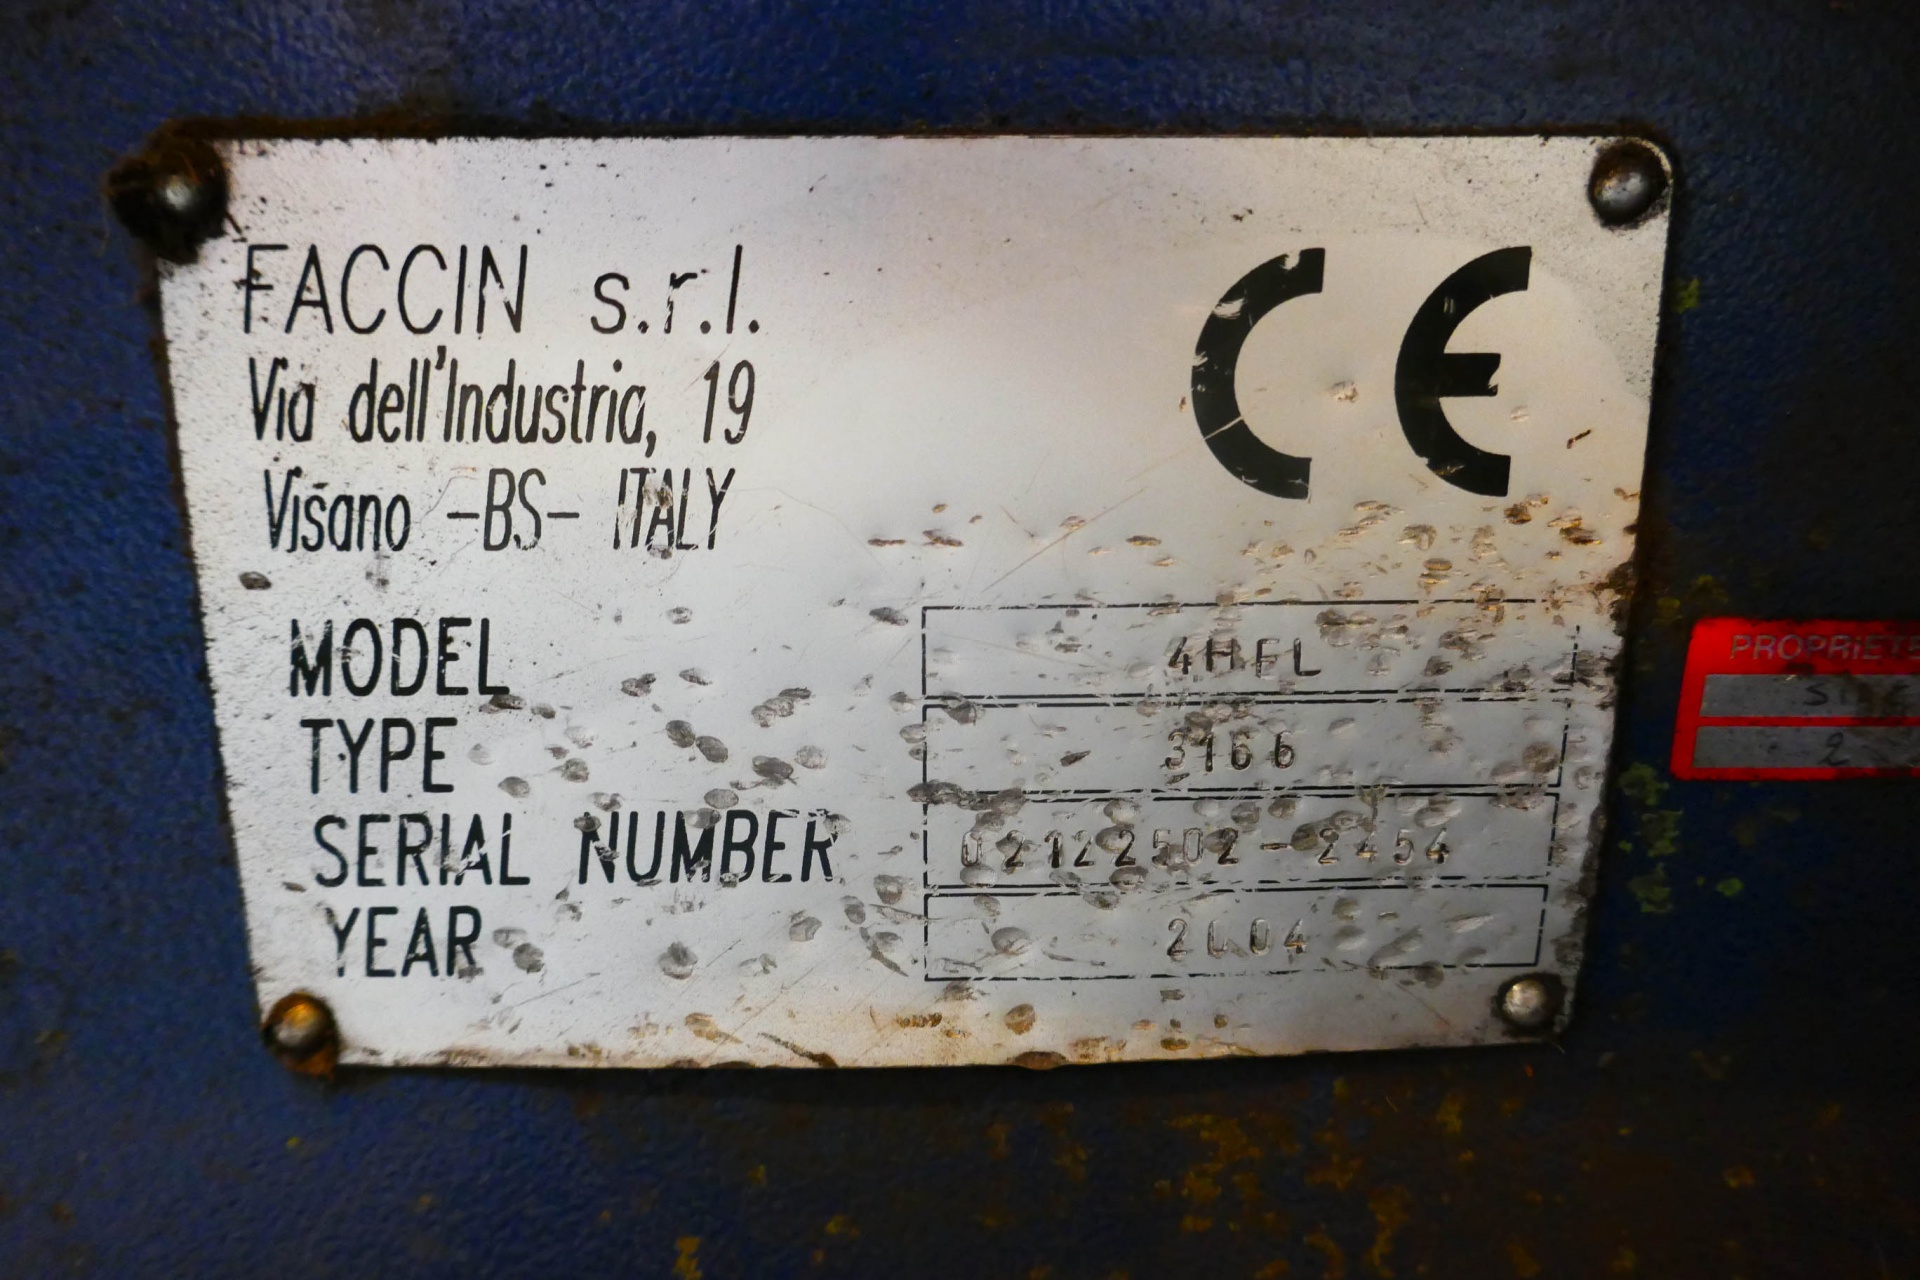 FACCIN s.r.l.
Via dell'Industria, 19
Visano -BS- ITALY
CE
MODEL 4HEL
TYPE 3166
SERIAL NUMBER 02122502-2454
YEAR 2004
2